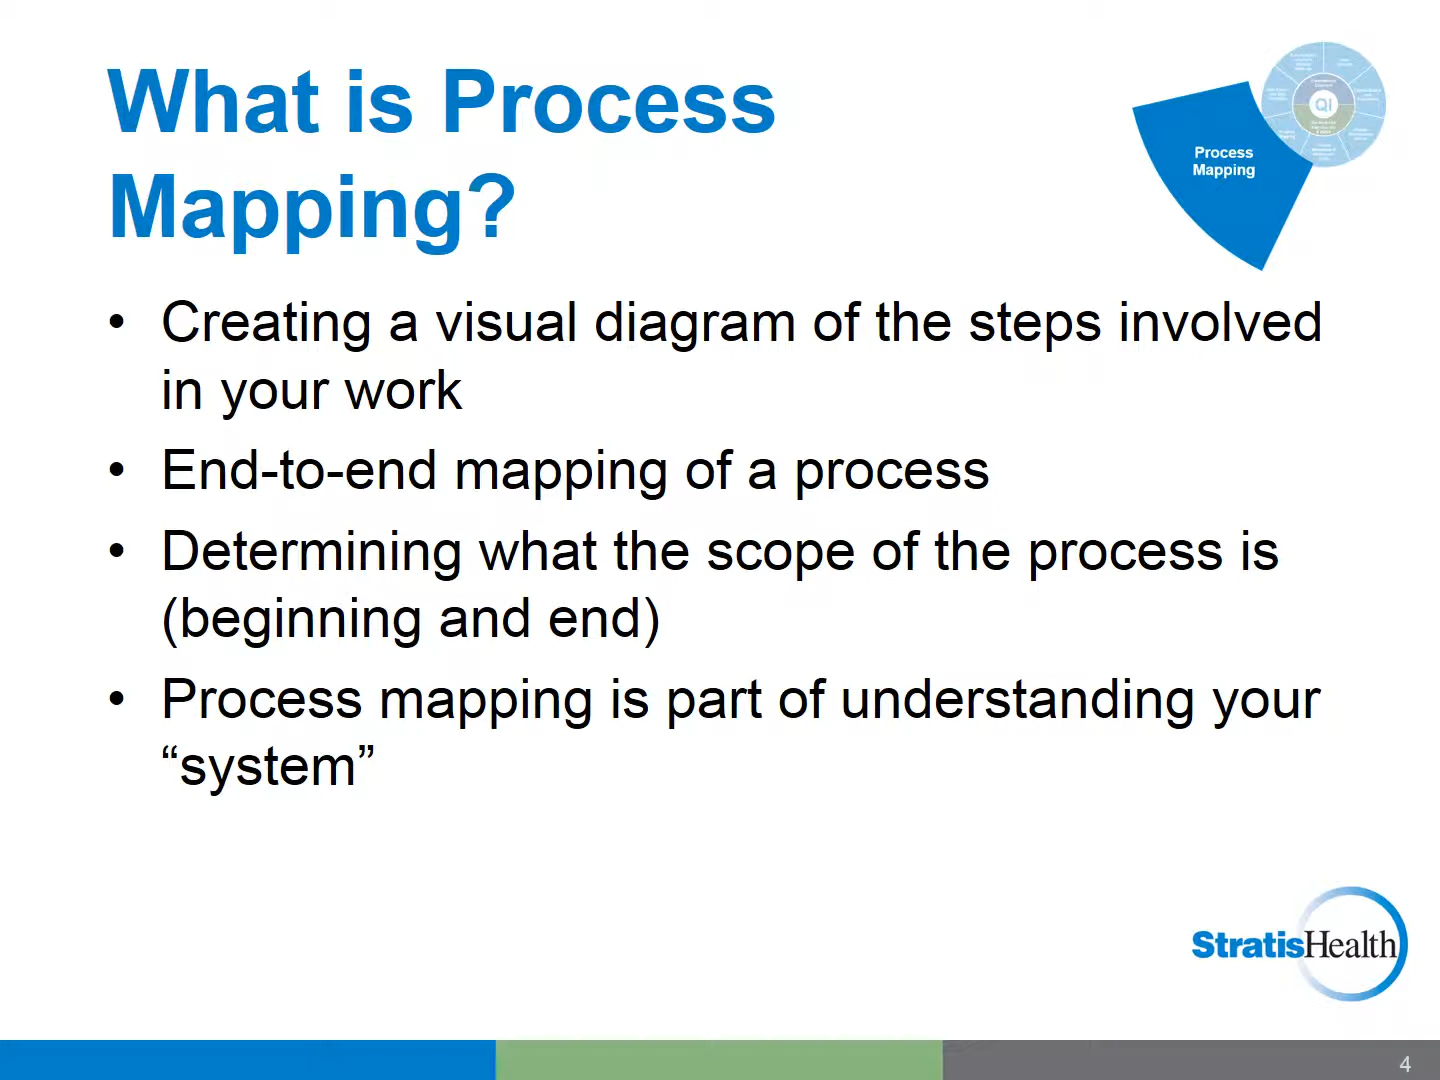 What is Process
Mapping?
Process
Mapping
QI
• Creating a visual diagram of the steps involved
in your work
• End-to-end mapping of a process
• Determining what the scope of the process is
(beginning and end)
• Process mapping is part of understanding your
“system”
StratisHealth
4